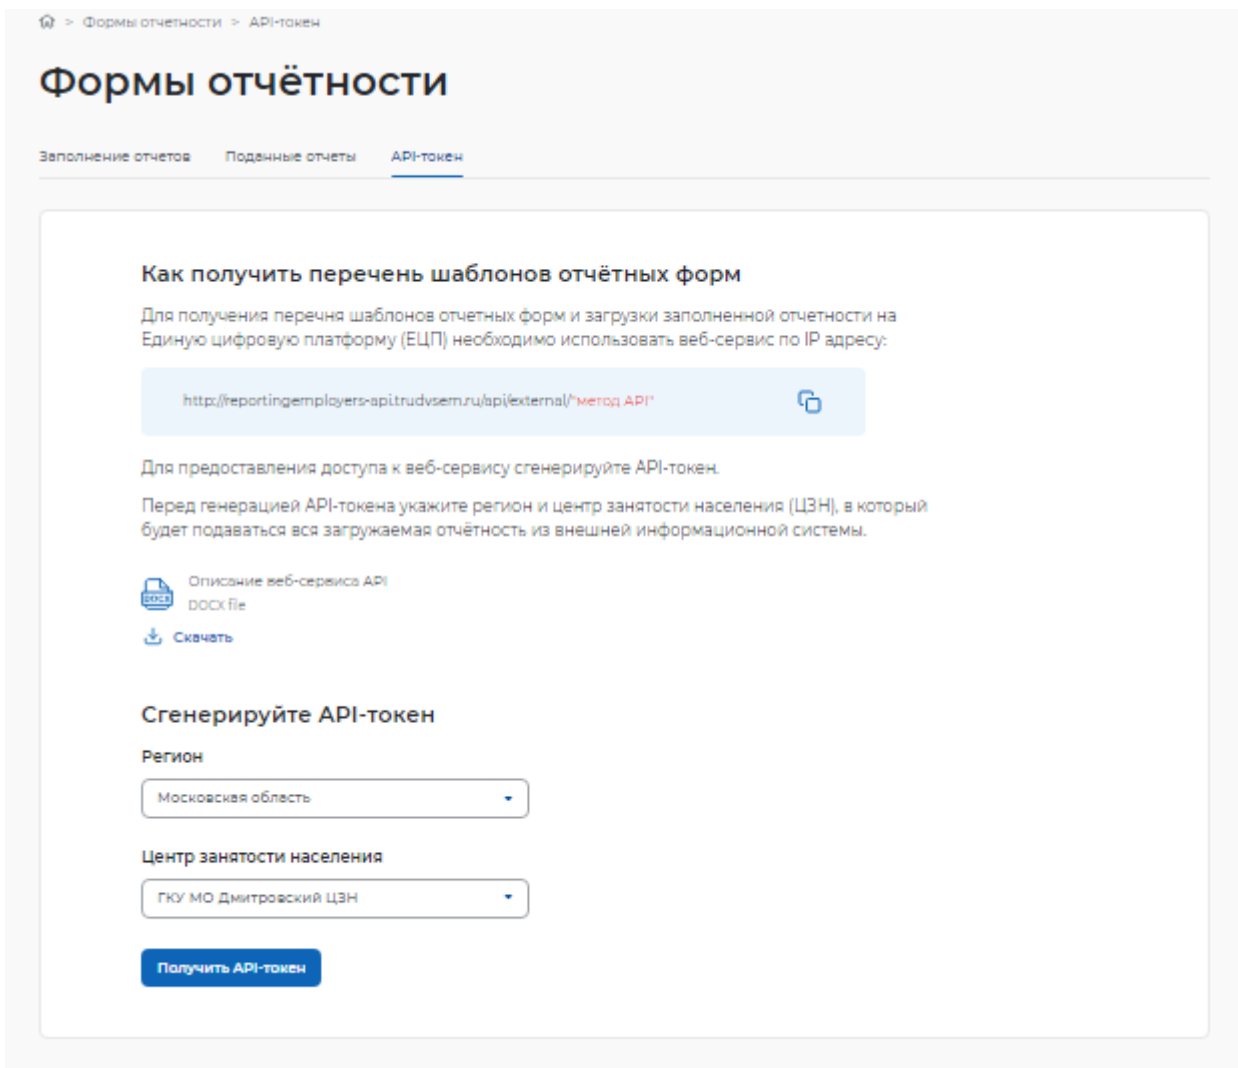 > Формы отчетности > API-токен
Формы отчётности
Заполнение отчетов Поданные отчеты API-токен
Как получить перечень шаблонов отчётных форм
Для получения перечня шаблонов отчетных форм и загрузки заполненной отчетности на
Единую цифровую платформу (ЕЦП) необходимо использовать веб-сервис по IP адресу:
http://reportingemployers-api.trudvsem.ru/api/external/"метод API"
Для предоставления доступа к веб-сервису сгенерируйте API-токен.
Перед генерацией API-токена укажите регион и центр занятости населения (ЦЗН), в который
будет подаваться вся загружаемая отчётность из внешней информационной системы.
Описание веб-сервиса API
DOCX
DOCX file
Скачать
Сгенерируйте API-токен
Регион
Московская область
Центр занятости населения
ГКУ МО Дмитровский ЦЗН
Получить API-токен